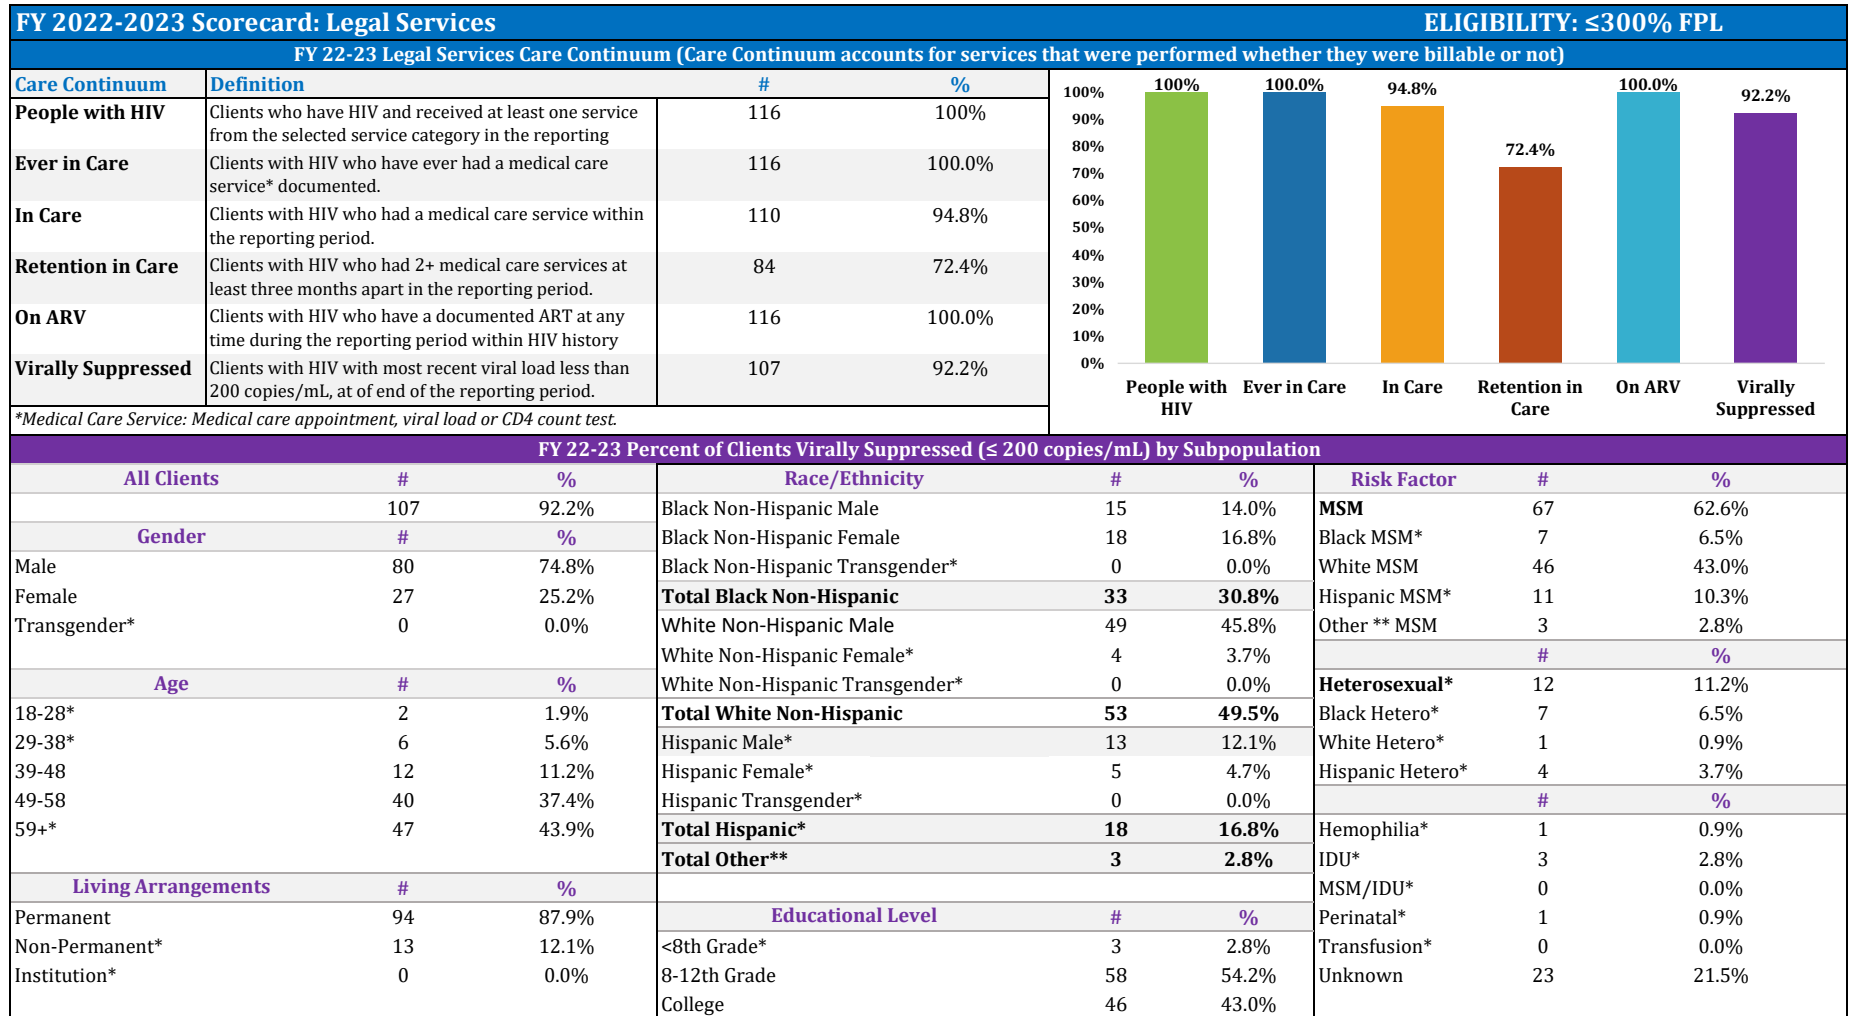 FY 2022-2023 Scorecard: Legal Services ELIGIBILITY: ≤300% FPL
FY 22-23 Legal Services Care Continuum (Care Continuum accounts for services that were performed whether they were billable or not)
Care Continuum Definition # %
People with HIV Clients who have HIV and received at least one service 116 100%
from the selected service category in the reporting
Ever in Care Clients with HIV who have ever had a medical care 116 100.0%
service* documented.
In Care Clients with HIV who had a medical care service within 110 94.8%
the reporting period.
Retention in Care Clients with HIV who had 2+ medical care services at 84 72.4%
least three months apart in the reporting period.
On ARV Clients with HIV who have a documented ART at any 116 100.0%
time during the reporting period within HIV history
Virally Suppressed Clients with HIV with most recent viral load less than 107 92.2%
200 copies/mL, at of end of the reporting period.
*Medical Care Service: Medical care appointment, viral load or CD4 count test.
100% 100.0% 94.8% 72.4% 100.0% 92.2%
100%
90%
80%
70%
60%
50%
40%
30%
20%
10%
0%
People with Ever in Care In Care Retention in On ARV Virally
HIV Care Suppressed
FY 22-23 Percent of Clients Virally Suppressed (≤ 200 copies/mL) by Subpopulation
All Clients # %
107 92.2%
Gender # %
Male 80 74.8%
Female 27 25.2%
Transgender* 0 0.0%
Age # %
18-28* 2 1.9%
29-38* 6 5.6%
39-48 12 11.2%
49-58 40 37.4%
59+* 47 43.9%
Living Arrangements # %
Permanent 94 87.9%
Non-Permanent* 13 12.1%
Institution* 0 0.0%
Race/Ethnicity # %
Black Non-Hispanic Male 15 14.0%
Black Non-Hispanic Female 18 16.8%
Black Non-Hispanic Transgender* 0 0.0%
Total Black Non-Hispanic 33 30.8%
White Non-Hispanic Male 49 45.8%
White Non-Hispanic Female* 4 3.7%
White Non-Hispanic Transgender* 0 0.0%
Total White Non-Hispanic 53 49.5%
Hispanic Male* 13 12.1%
Hispanic Female* 5 4.7%
Hispanic Transgender* 0 0.0%
Total Hispanic* 18 16.8%
Total Other** 3 2.8%
Educational Level # %
<8th Grade* 3 2.8%
8-12th Grade 58 54.2%
College 46 43.0%
Risk Factor # %
MSM 67 62.6%
Black MSM* 7 6.5%
White MSM 46 43.0%
Hispanic MSM* 11 10.3%
Other ** MSM 3 2.8%
# %
Heterosexual* 12 11.2%
Black Hetero* 7 6.5%
White Hetero* 1 0.9%
Hispanic Hetero* 4 3.7%
# %
Hemophilia* 1 0.9%
IDU* 3 2.8%
MSM/IDU* 0 0.0%
Perinatal* 1 0.9%
Transfusion* 0 0.0%
Unknown 23 21.5%